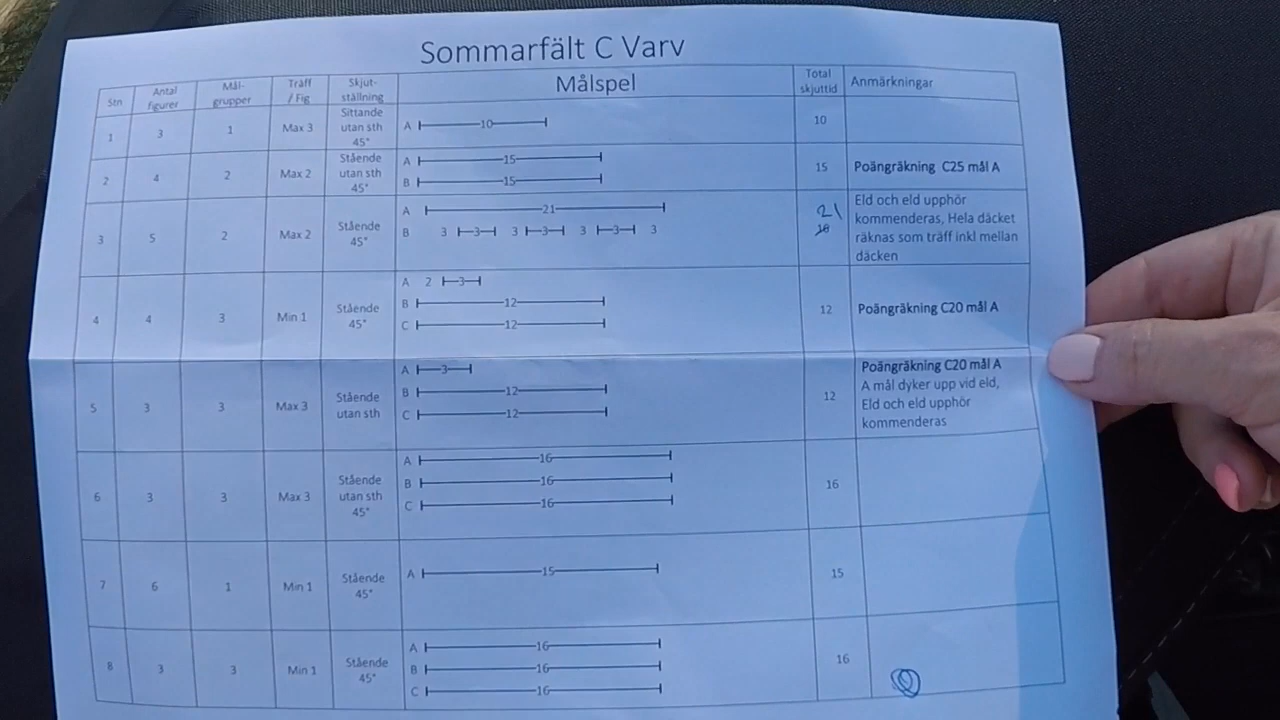 Sommarfält C Varv
Stn Antal figurer Mål-grupper Träff / Fig Skjut-ställning Målspel Total skjuttid Anmärkningar
1 3 1 Max 3 Sittande utan sth 45° A 10 10
2 4 2 Max 2 Stående utan sth 45° A 15 B 15 15 Poängräkning C25 mål A
3 5 2 Max 2 Stående 45° A 21 B 3 3 3 3 3 3 3 21 Eld och eld upphör kommenderas, Hela däcket räknas som träff inkl mellan däcken
4 4 3 Min 1 Stående 45° A 2 3 B 12 C 12 12 Poängräkning C20 mål A
5 3 3 Max 3 Stående utan sth A 3 B 12 C 12 12 Poängräkning C20 mål A A mål dyker upp vid eld, Eld och eld upphör kommenderas
6 3 3 Max 3 Stående utan sth 45° A 16 B 16 C 16 16
7 6 1 Min 1 Stående 45° A 15 15
8 3 3 Min 1 Stående 45° A 16 B 16 C 16 16